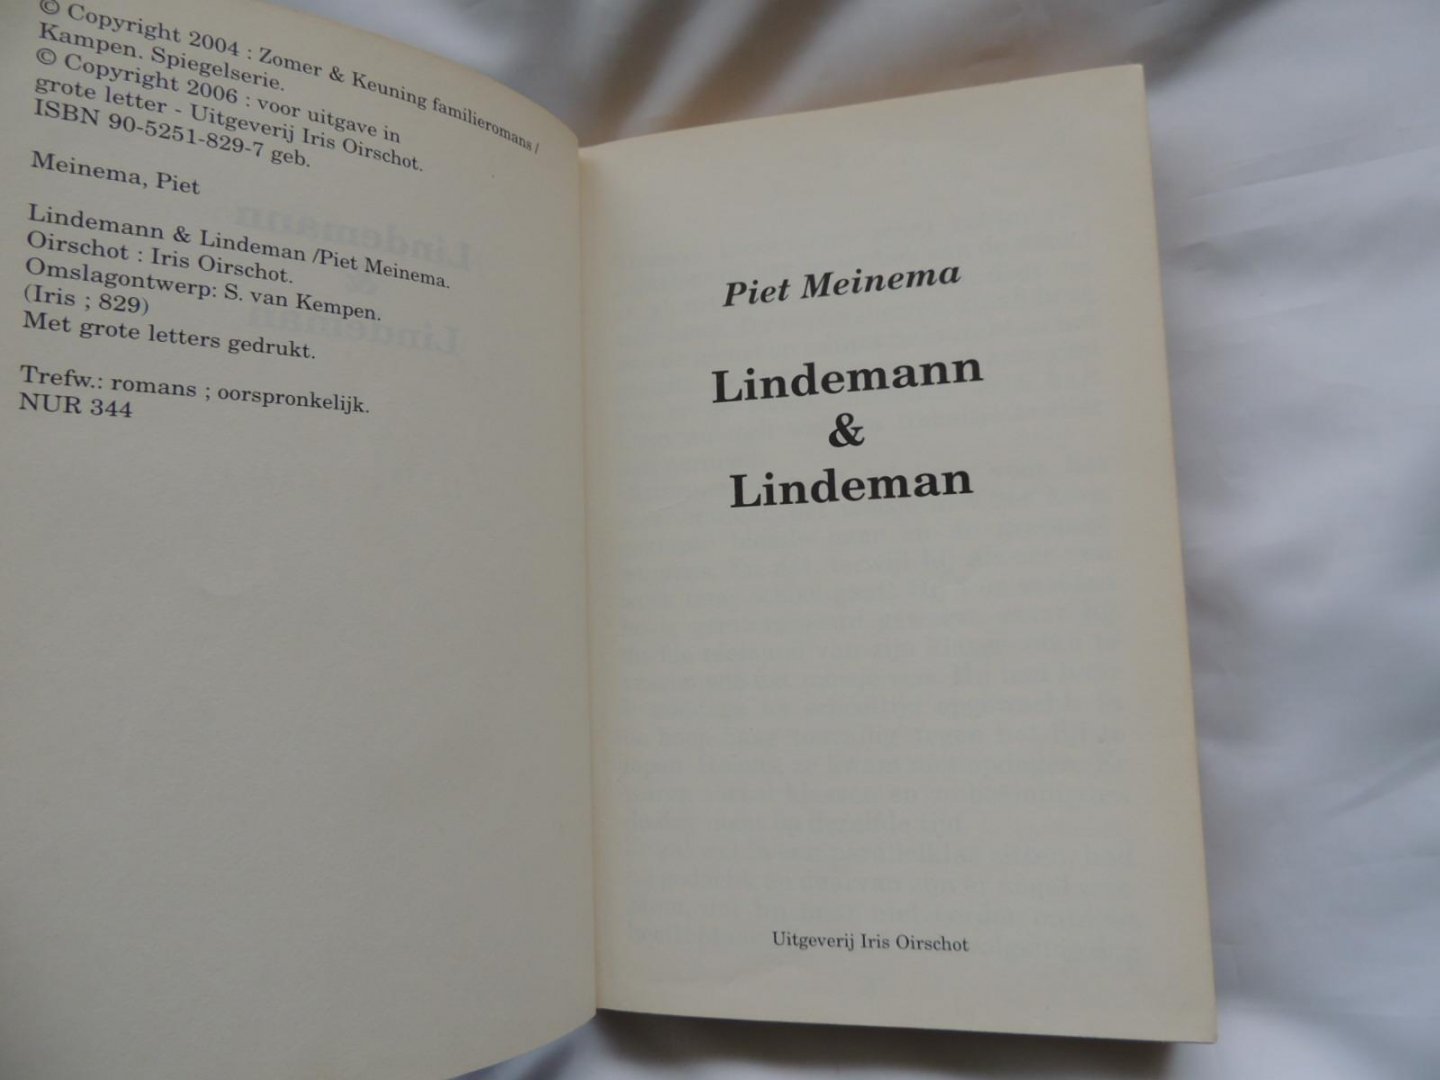 © Copyright 2004 : Zomer & Keuning familieromans /
Kampen. Spiegelserie.
© Copyright 2006 : voor uitgave in
grote letter - Uitgeverij Iris Oirschot.
ISBN 90-5251-829-7 geb.
Meinema, Piet
Lindemann & Lindeman /Piet Meinema.
Oirschot : Iris Oirschot.
Omslagontwerp: S. van Kempen.
(Iris ; 829)
Met grote letters gedrukt.
Trefw.: romans ; oorspronkelijk.
NUR 344
Piet Meinema
Lindemann
&
Lindeman
Uitgeverij Iris Oirschot